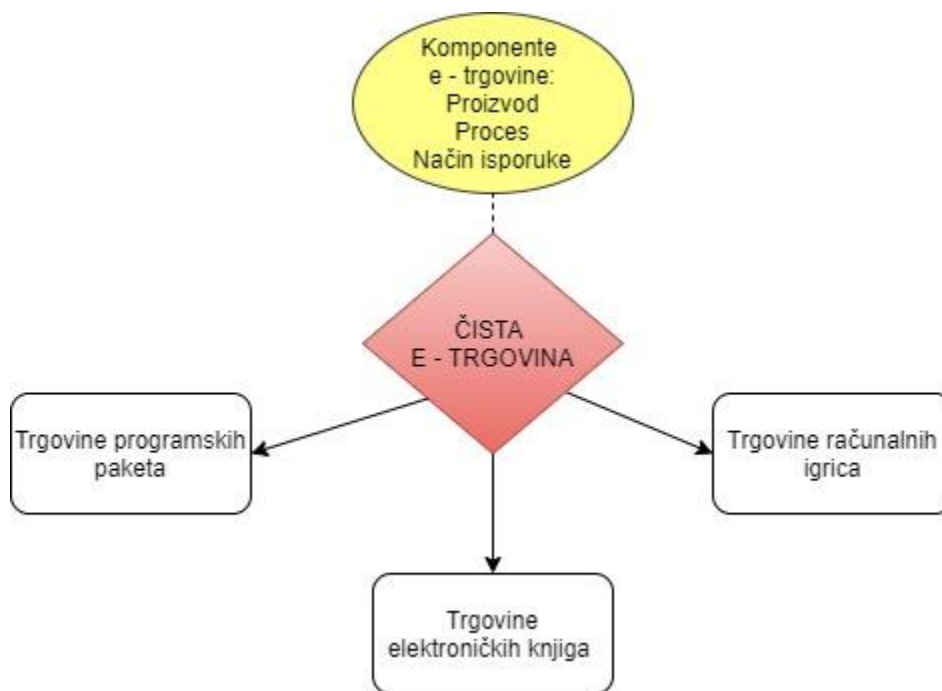 Komponente
e - trgovine:
Proizvod
Proces
Način isporuke
ČISTA
E - TRGOVINA
Trgovine programskih
paketa
Trgovine računalnih
igrica
Trgovine
elektroničkih knjiga